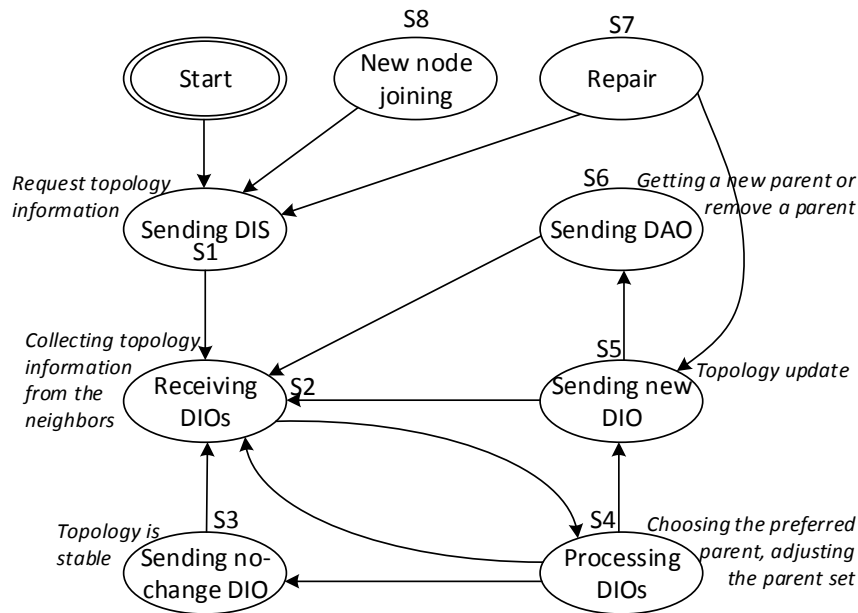 S8
S7
Start
New node
joining
Repair
Request topology
information
Sending DIS
S1
S6
Getting a new parent or
remove a parent
Sending DAO
Collecting topology
information
from the
neighbors
Receiving
DIOs
S2
S5
Sending new
DIO
Topology update
Topology is
stable
S3
Sending no-
change DIO
S4
Processing
DIOs
Choosing the preferred
parent, adjusting
the parent set